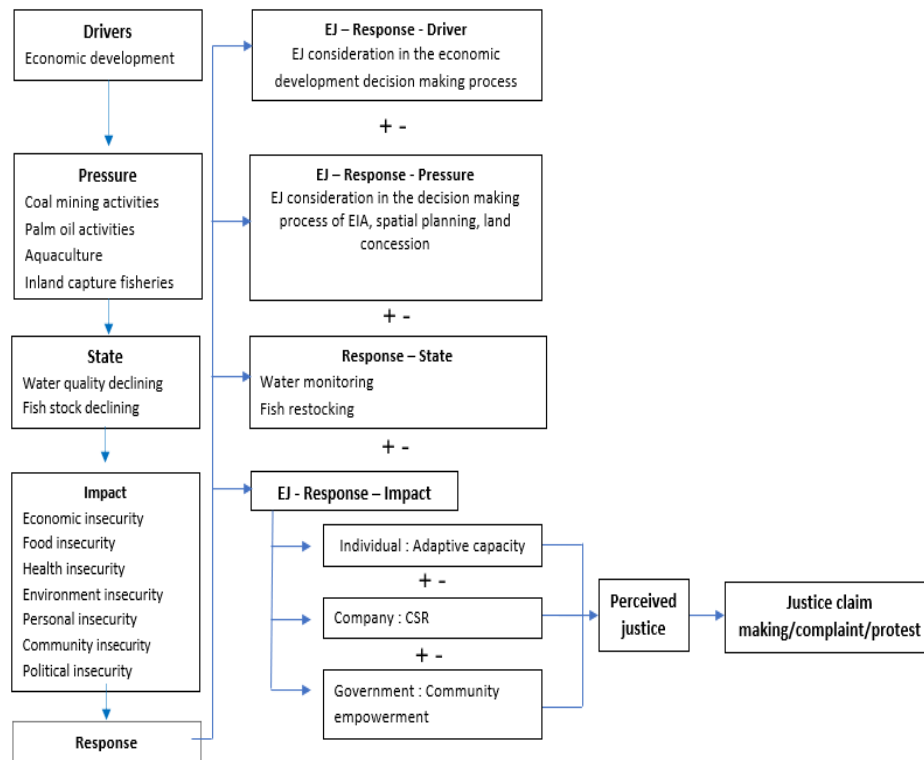 Drivers
Economic development
Pressure
Coal mining activities
Palm oil activities
Aquaculture
Inland capture fisheries
State
Water quality declining
Fish stock declining
Impact
Economic insecurity
Food insecurity
Health insecurity
Environment insecurity
Personal insecurity
Community insecurity
Political insecurity
Response
EJ – Response - Driver
EJ consideration in the economic
development decision making process
+ -
EJ – Response - Pressure
EJ consideration in the decision making
process of EIA, spatial planning, land
concession
+ -
Response – State
Water monitoring
Fish restocking
+ -
EJ - Response – Impact
Individual : Adaptive capacity
+ -
Company : CSR
+ -
Government : Community
empowerment
Perceived
justice
Justice claim
making/complaint/protest